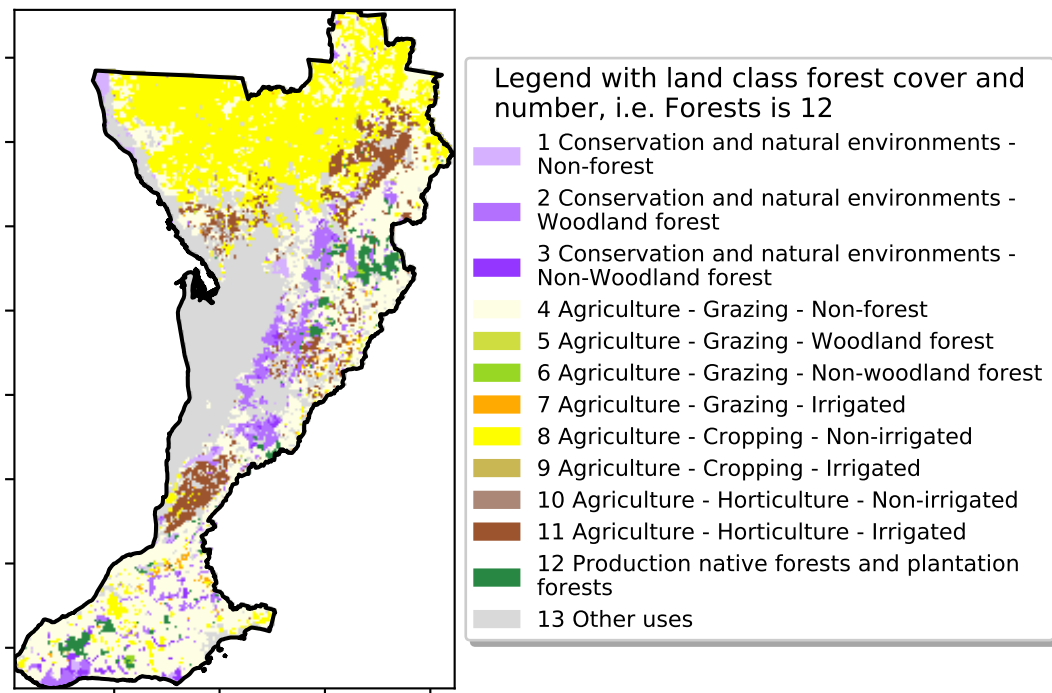 Legend with land class forest cover and
number, i.e. Forests is 12
1 Conservation and natural environments -
Non-forest
2 Conservation and natural environments -
Woodland forest
3 Conservation and natural environments -
Non-Woodland forest
4 Agriculture - Grazing - Non-forest
5 Agriculture - Grazing - Woodland forest
6 Agriculture - Grazing - Non-woodland forest
7 Agriculture - Grazing - Irrigated
8 Agriculture - Cropping - Non-irrigated
9 Agriculture - Cropping - Irrigated
10 Agriculture - Horticulture - Non-irrigated
11 Agriculture - Horticulture - Irrigated
12 Production native forests and plantation
forests
13 Other uses